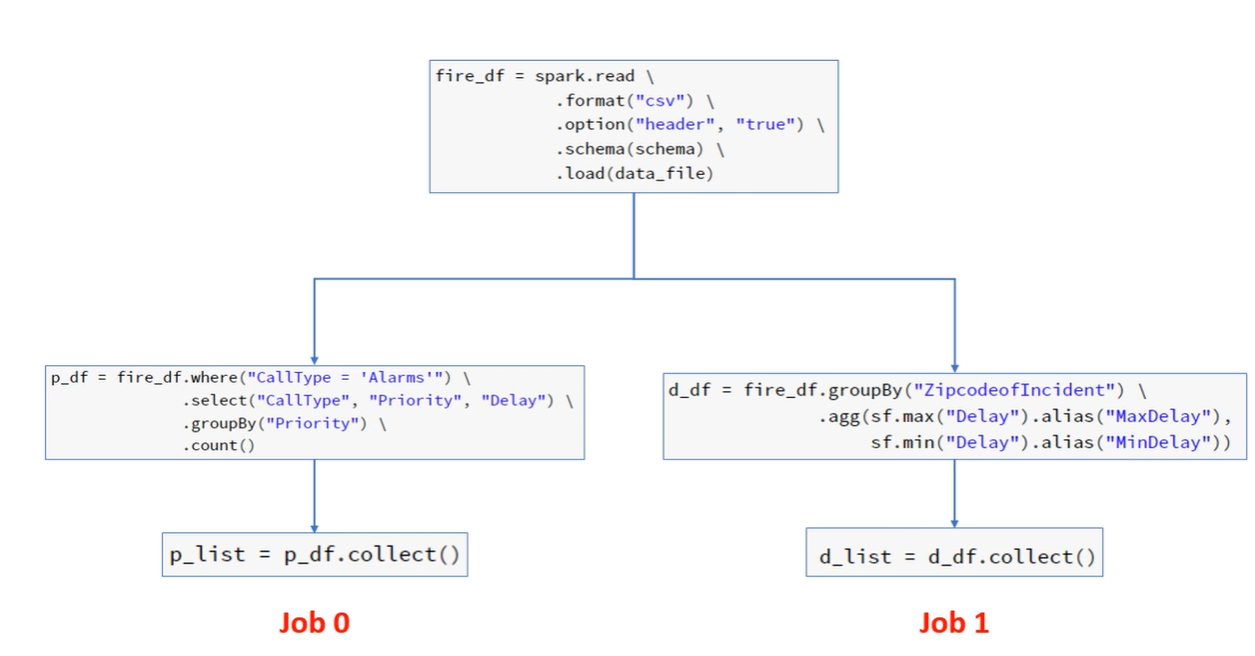 fire_df = spark.read \
.format("csv") \
.option("header", "true") \
.schema(schema) \
.load(data_file)
p_df = fire_df.where("CallType = 'Alarms'") \
.select("CallType", "Priority", "Delay") \
.groupBy("Priority") \
.count()
d_df = fire_df.groupBy("ZipcodeofIncident") \
.agg(sf.max("Delay").alias("MaxDelay"),
sf.min("Delay").alias("MinDelay"))
p_list = p_df.collect()
d_list = d_df.collect()
Job 0
Job 1